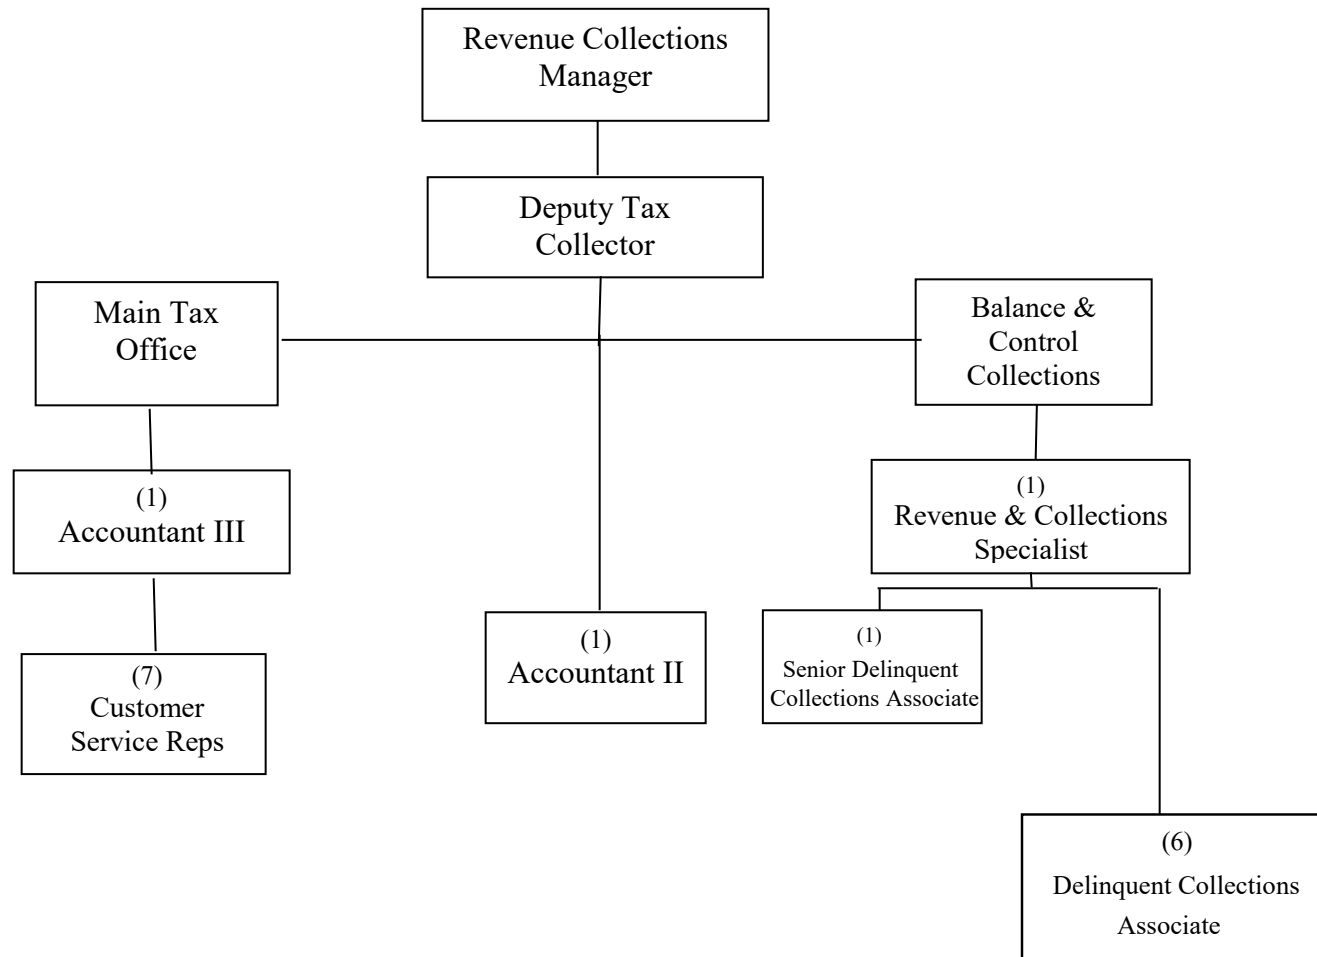 Revenue Collections
Manager
Deputy Tax
Collector
Main Tax
Office
Balance &
Control
Collections
(1)
Accountant III
(1)
Revenue & Collections
Specialist
(7)
Customer
Service Reps
(1)
Accountant II
(1)
Senior Delinquent
Collections Associate
(6)
Delinquent Collections
Associate